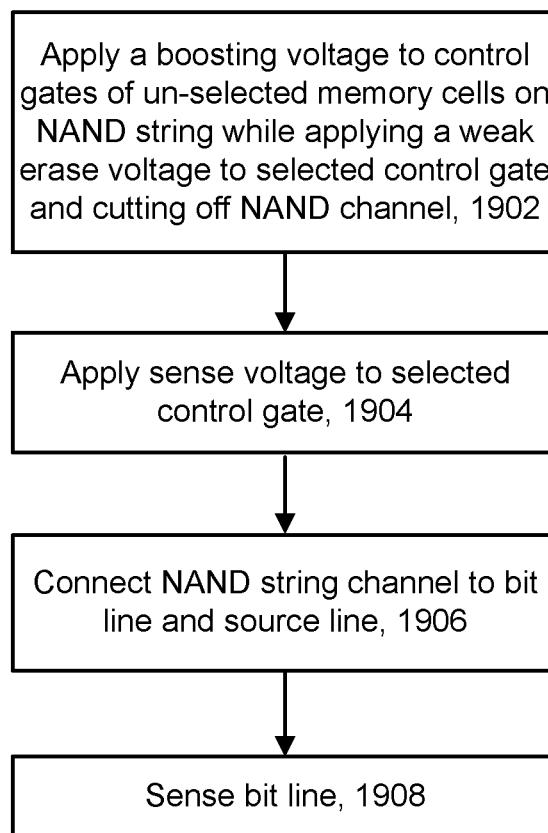 Apply a boosting voltage to control
gates of un-selected memory cells on
NAND string while applying a weak
erase voltage to selected control gate
and cutting off NAND channel, 1902
Apply sense voltage to selected
control gate, 1904
Connect NAND string channel to bit
line and source line, 1906
Sense bit line, 1908